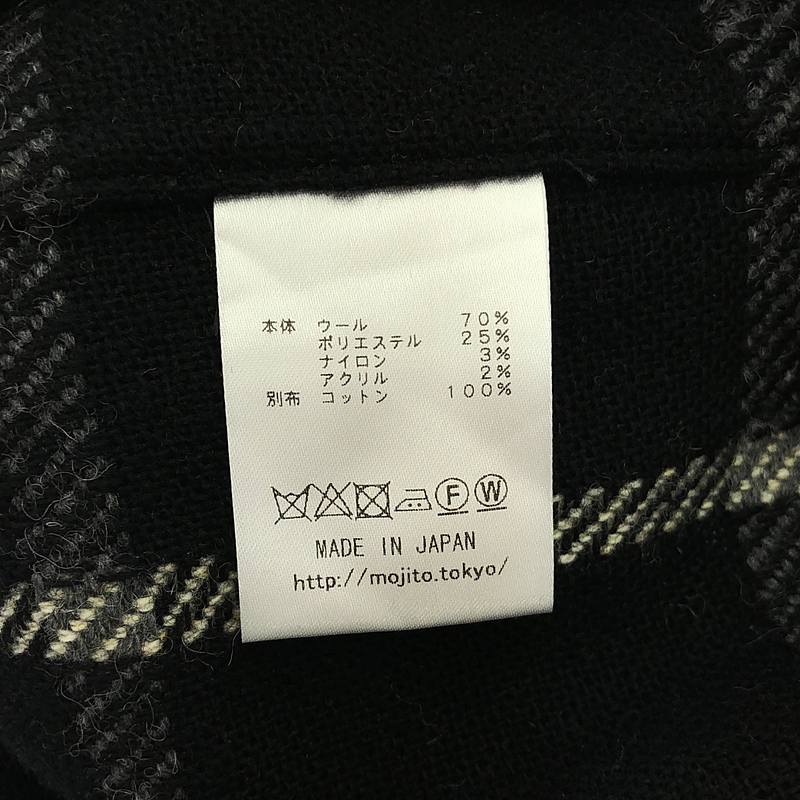 本体 ウール 70%
ポリエステル 25%
ナイロン 3%
アクリル 2%
別布 コットン 100%
F W
MADE IN JAPAN
http://mojito.tokyo/